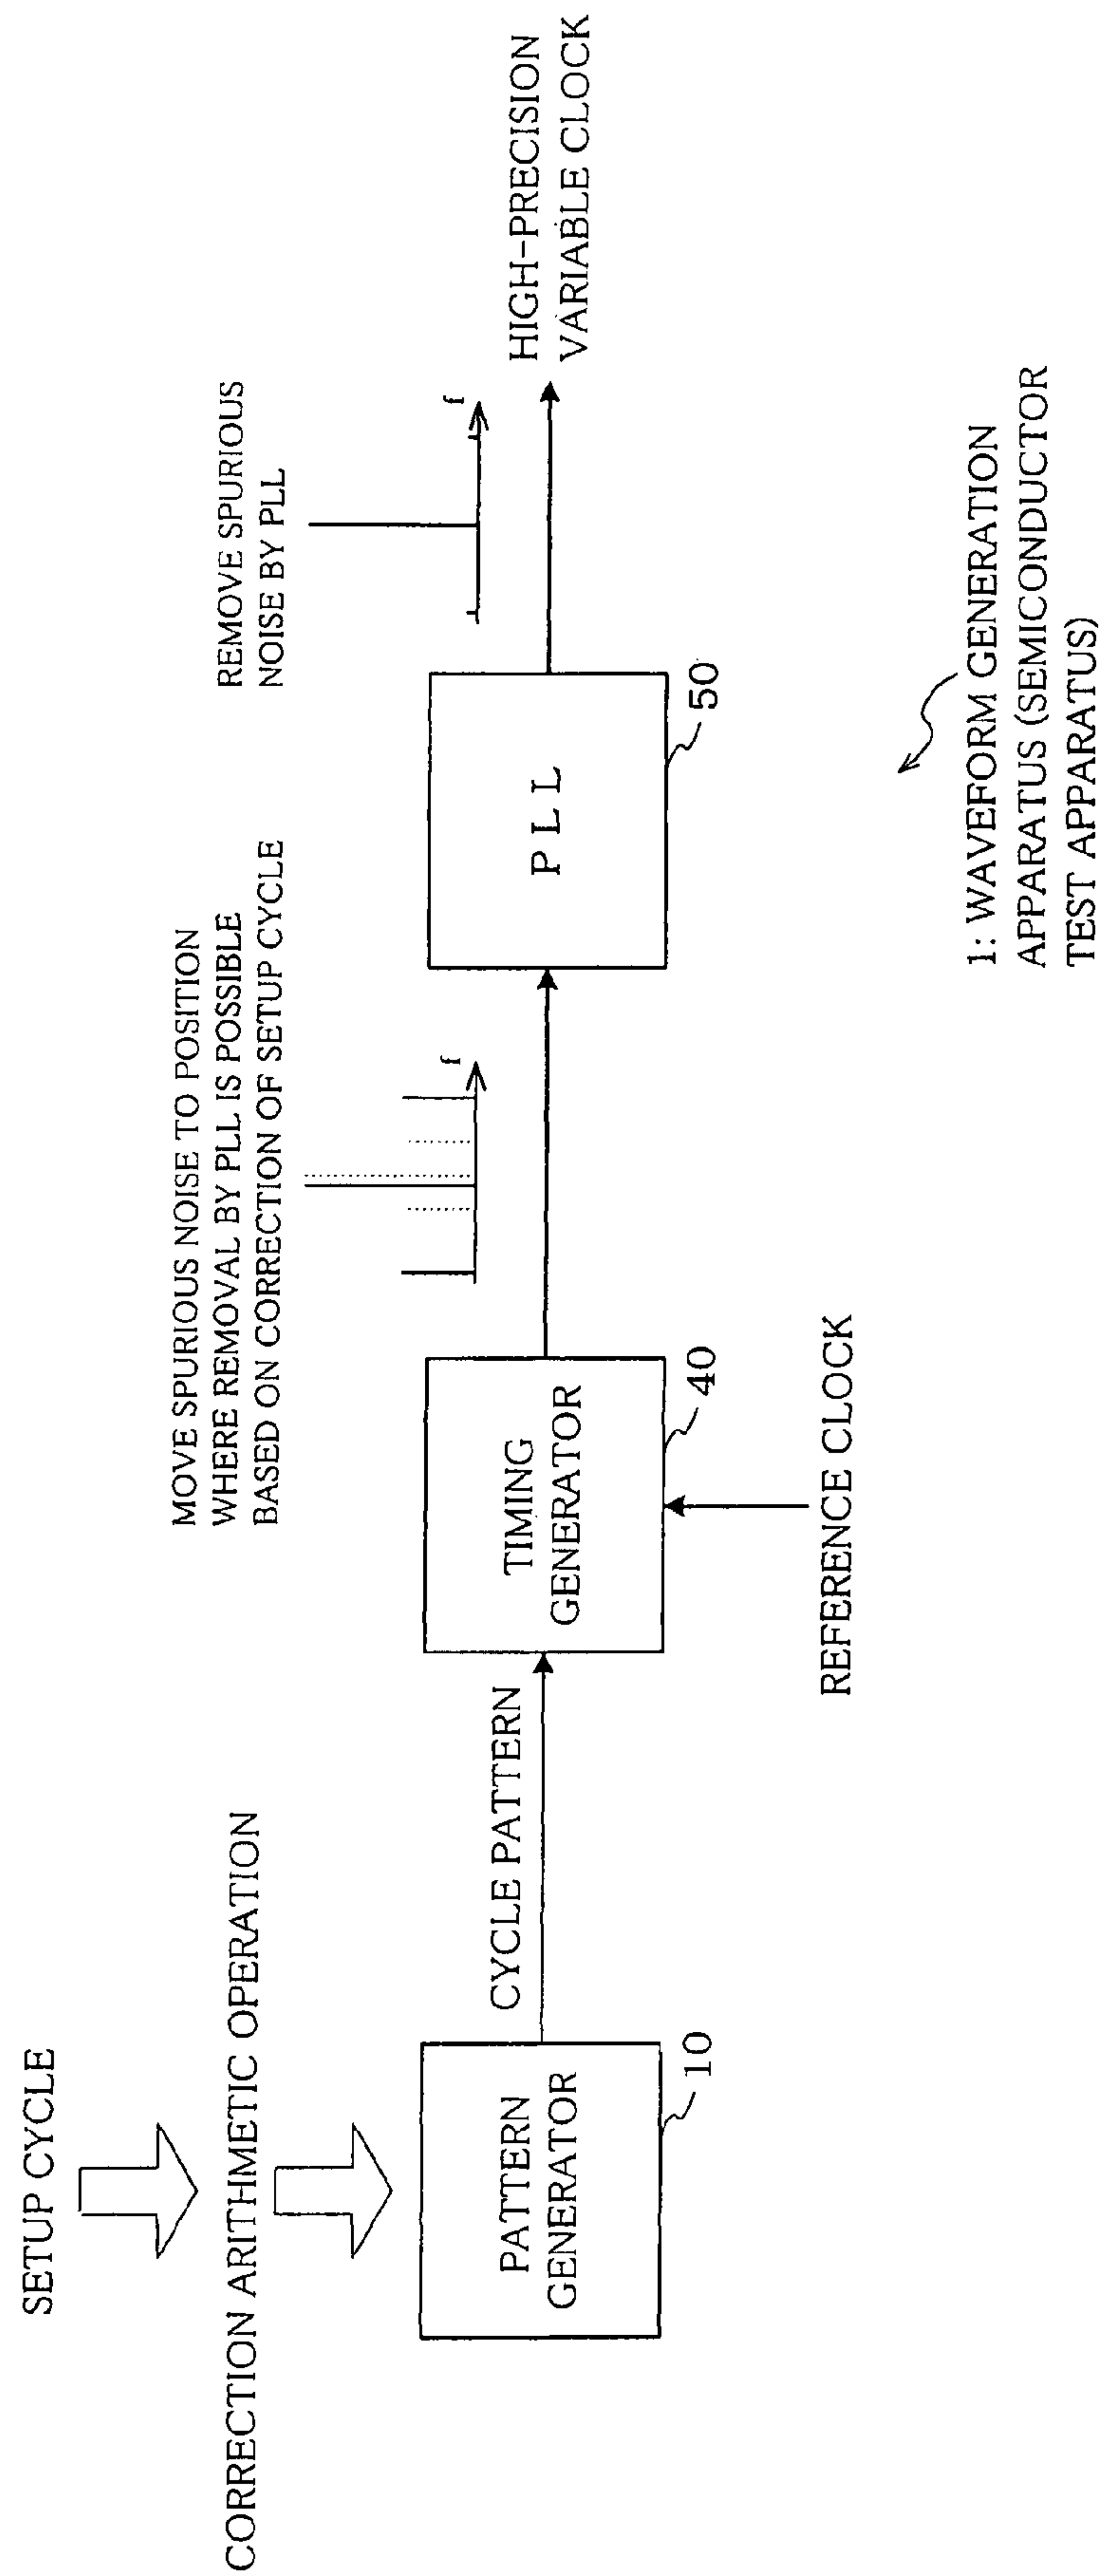 SETUP CYCLE
CORRECTION ARITHMETIC OPERATION
PATTERN
GENERATOR
10
CYCLE PATTERN
TIMING
GENERATOR
40
REFERENCE CLOCK
MOVE SPURIOUS NOISE TO POSITION
WHERE REMOVAL BY PLL IS POSSIBLE
BASED ON CORRECTION OF SETUP CYCLE
f
PLL
50
REMOVE SPURIOUS
NOISE BY PLL
f
HIGH-PRECISION
VARIABLE CLOCK
1: WAVEFORM GENERATION
APPARATUS (SEMICONDUCTOR
TEST APPARATUS)